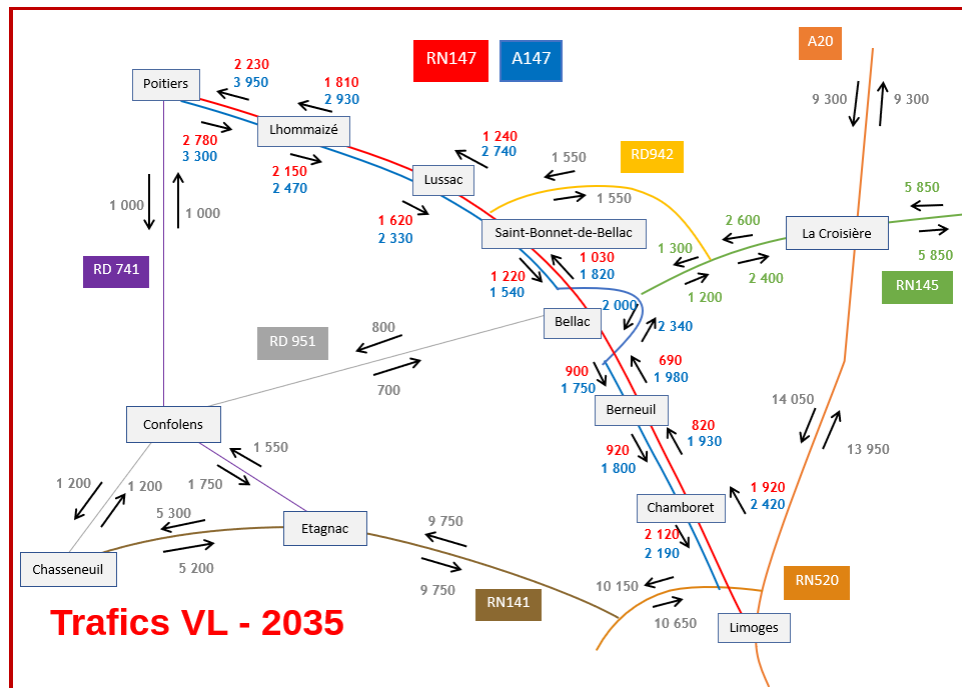 RN147
A147
A20
2 230
3 950
Poitiers
1 810
2 930
9 300
9 300
Lhommaizé
2 780
3 300
1 240
2 740
1 550
RD942
2 150
2 470
Lussac
1 550
5 850
1 000
1 000
1 620
2 330
2 600
La Croisière
Saint-Bonnet-de-Bellac
1 300
5 850
RD 741
1 220
1 540
1 030
1 820
2 400
1 200
RN145
2 000
Bellac
2 340
RD 951
800
700
900
1 750
690
1 980
14 050
Berneuil
Confolens
820
1 930
13 950
1 550
920
1 800
1 200
1 200
1 750
1 920
2 420
5 300
Chamboret
Etagnac
9 750
2 120
2 190
5 200
Chasseneuil
9 750
10 150
RN520
RN141
10 650
Trafics VL - 2035
Limoges